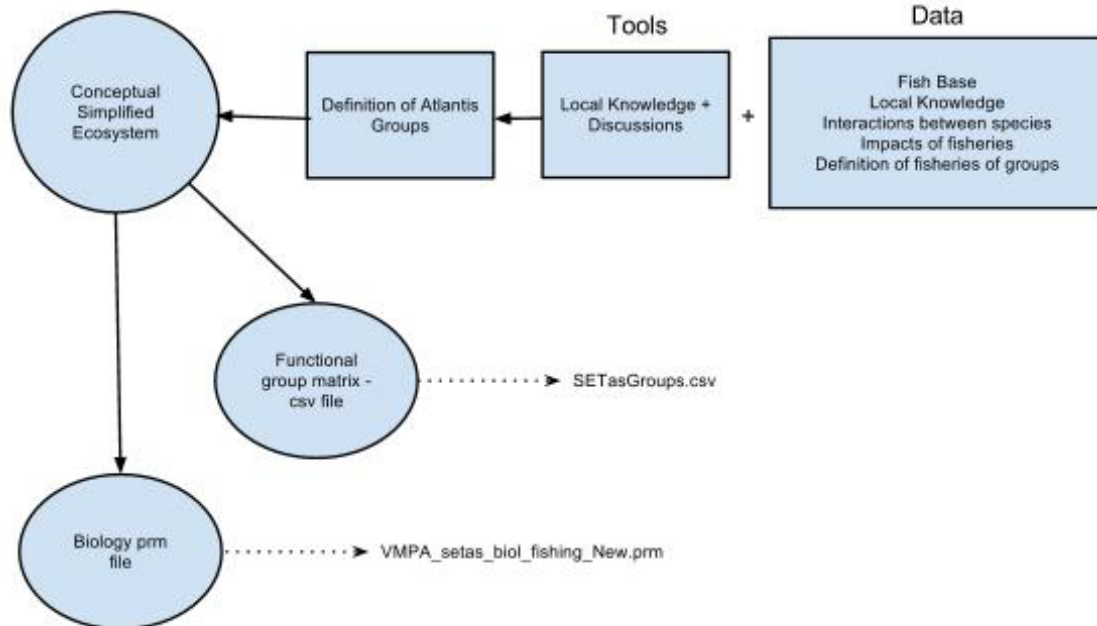 Tools
Data
Conceptual
Simplified
Ecosystem
Definition of Atlantis
Groups
Local Knowledge +
Discussions
+
Fish Base
Local Knowledge
Interactions between species
Impacts of fisheries
Definition of fisheries of groups
Functional
group matrix -
csv file
SETasGroups.csv
Biology prm
file
VMPA_setas_biol_fishing_New.prm